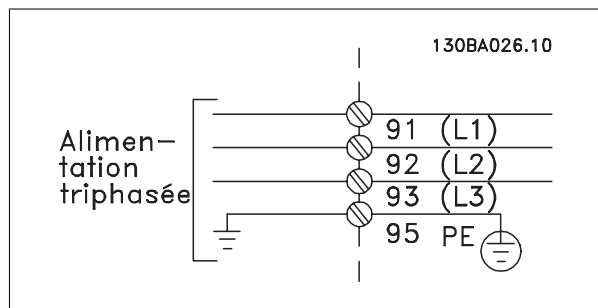 130BA026.10
Alimen-
tation
triphasée
91 (L1)
92 (L2)
93 (L3)
95 PE